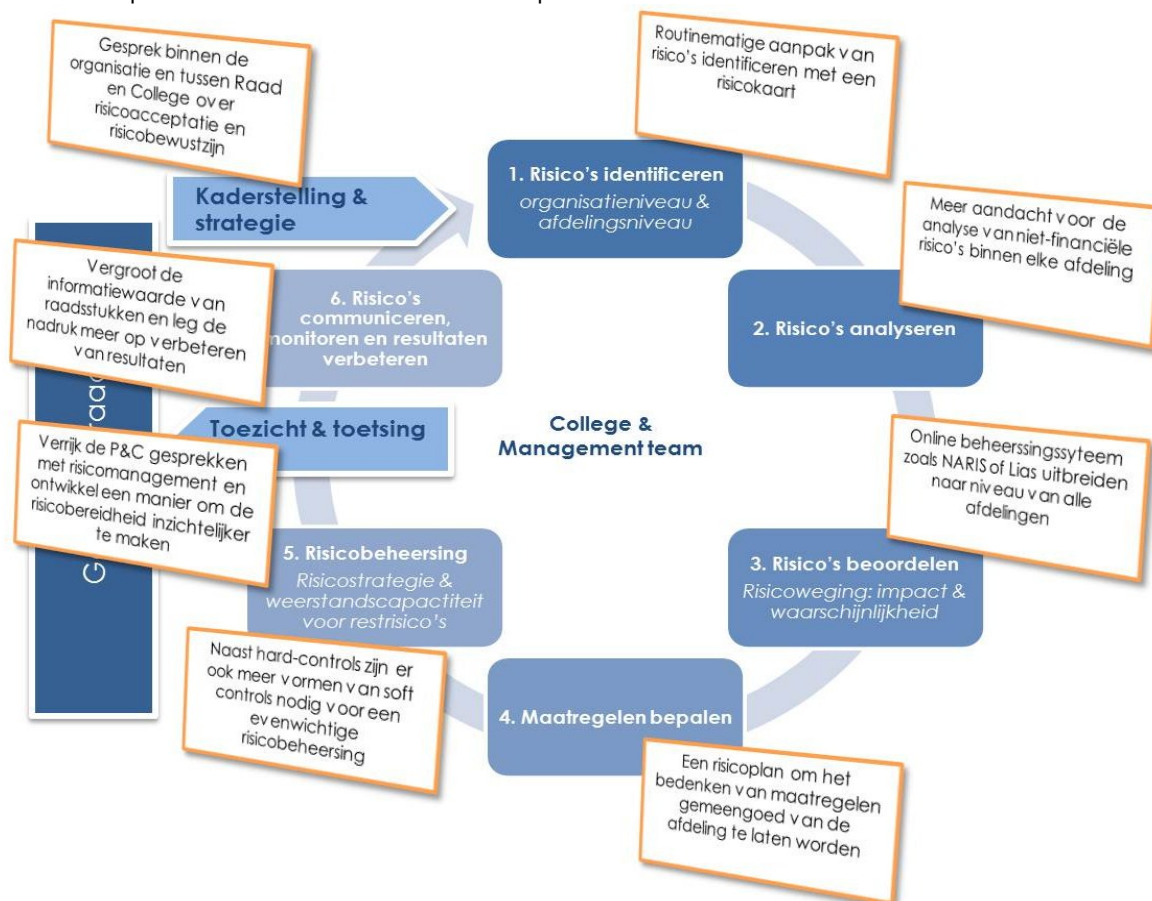 Gesprek binnen de
organisatie en tussen Raad
en College over
risicoacceptatie en
risicobewustzijn
Routinematige aanpak van
risico's identificeren met een
risicokaart
Kaderstelling &
strategie
1. Risico's identificeren
organisatieniveau &
afdelingsniveau
Meer aandacht voor de
analyse van niet-financiële
risico's binnen elke afdeling
Vergroot de
informatiewaarde van
raadsstukken en leg de
nadruk meer op verbeteren
van resultaten
6. Risico's
communiceren,
monitoren en resultaten
verbeteren
2. Risico's analyseren
Toezicht & toetsing
College &
Management team
Verrijk de P&C gesprekken
met risicomanagement en
ontwikkel een manier om de
risicobereidheid inzichtelijker
te maken
Online beheerssingssyteem
zoals NARIS of Lias uitbreiden
naar niveau van alle
afdelingen
5. Risicobeheersing
Risicostrategie &
weerstandscapactiteit
voor restrisico's
3. Risico's beoordelen
Risicoweging: impact &
waarschijnlijkheid
Naast hard-controls zijn er
ook meer vormen van soft
controls nodig voor een
evenwichtige
risicobeheersing
4. Maatregelen bepalen
Een risicoplan om het
bedenken van maatregelen
gemeengoed van de
afdeling te laten worden